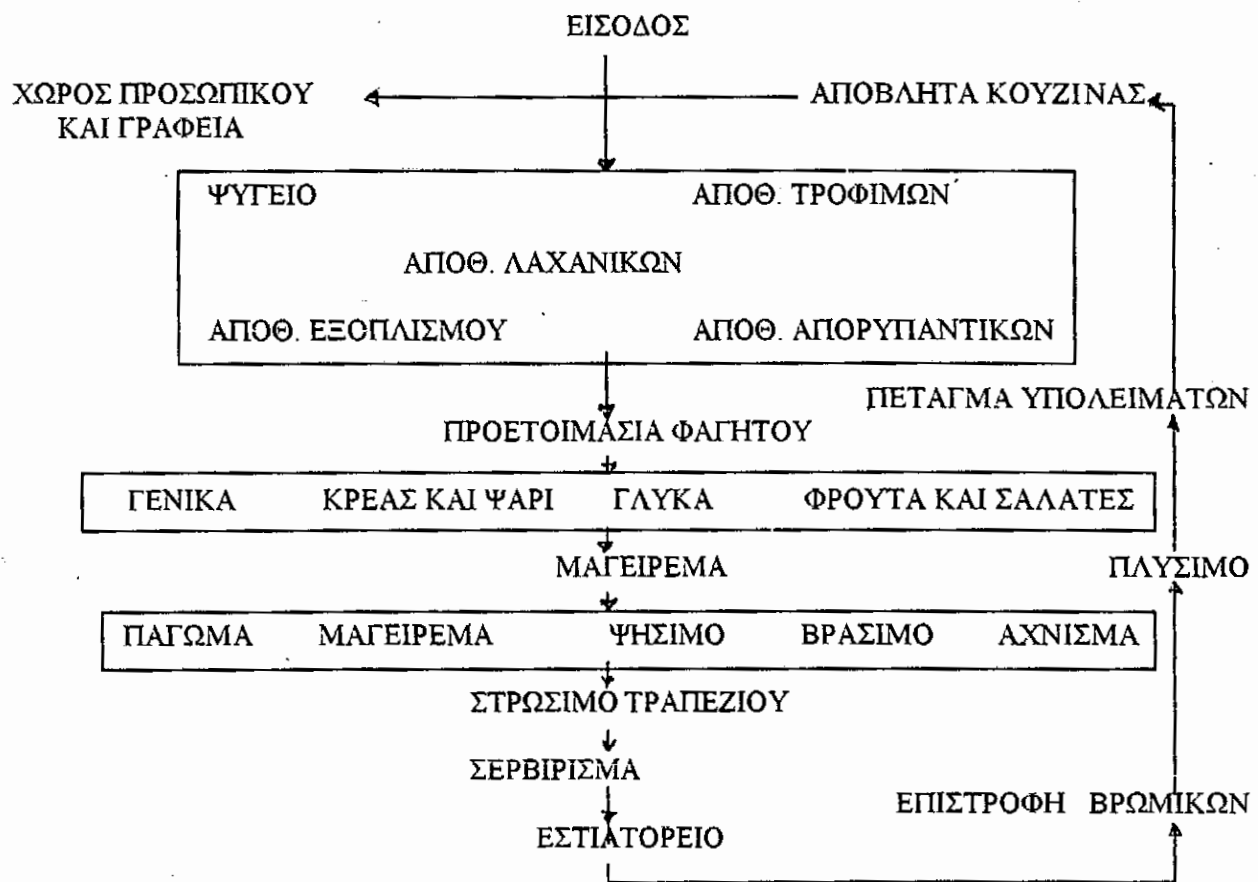 ΕΙΣΟΔΟΣ
ΧΩΡΟΣ ΠΡΟΣΩΠΙΚΟΥ ΑΠΟΒΛΗΤΑ ΚΟΥΖΙΝΑΣ
ΚΑΙ ΓΡΑΦΕΙΑ
ΨΥΓΕΙΟ ΑΠΟΘ. ΤΡΟΦΙΜΩΝ
ΑΠΟΘ. ΛΑΧΑΝΙΚΩΝ
ΑΠΟΘ. ΕΞΟΠΛΙΣΜΟΥ ΑΠΟΘ. ΑΠΟΡΥΠΑΝΤΙΚΩΝ
ΠΕΤΑΓΜΑ ΥΠΟΛΕΙΜΑΤΩΝ
ΠΡΟΕΤΟΙΜΑΣΙΑ ΦΑΓΗΤΟΥ
ΓΕΝΙΚΑ ΚΡΕΑΣ ΚΑΙ ΨΑΡΙ ΓΛΥΚΑ ΦΡΟΥΤΑ ΚΑΙ ΣΑΛΑΤΕΣ
ΜΑΓΕΙΡΕΜΑ ΠΛΥΣΙΜΟ
ΠΑΓΩΜΑ ΜΑΓΕΙΡΕΜΑ ΨΗΣΙΜΟ ΒΡΑΣΙΜΟ ΑΧΝΙΣΜΑ
ΣΤΡΩΣΙΜΟ ΤΡΑΠΕΖΙΟΥ
ΣΕΡΒΙΡΙΣΜΑ
ΕΠΙΣΤΡΟΦΗ ΒΡΩΜΙΚΩΝ
ΕΣΤΙΑΤΟΡΕΙΟ